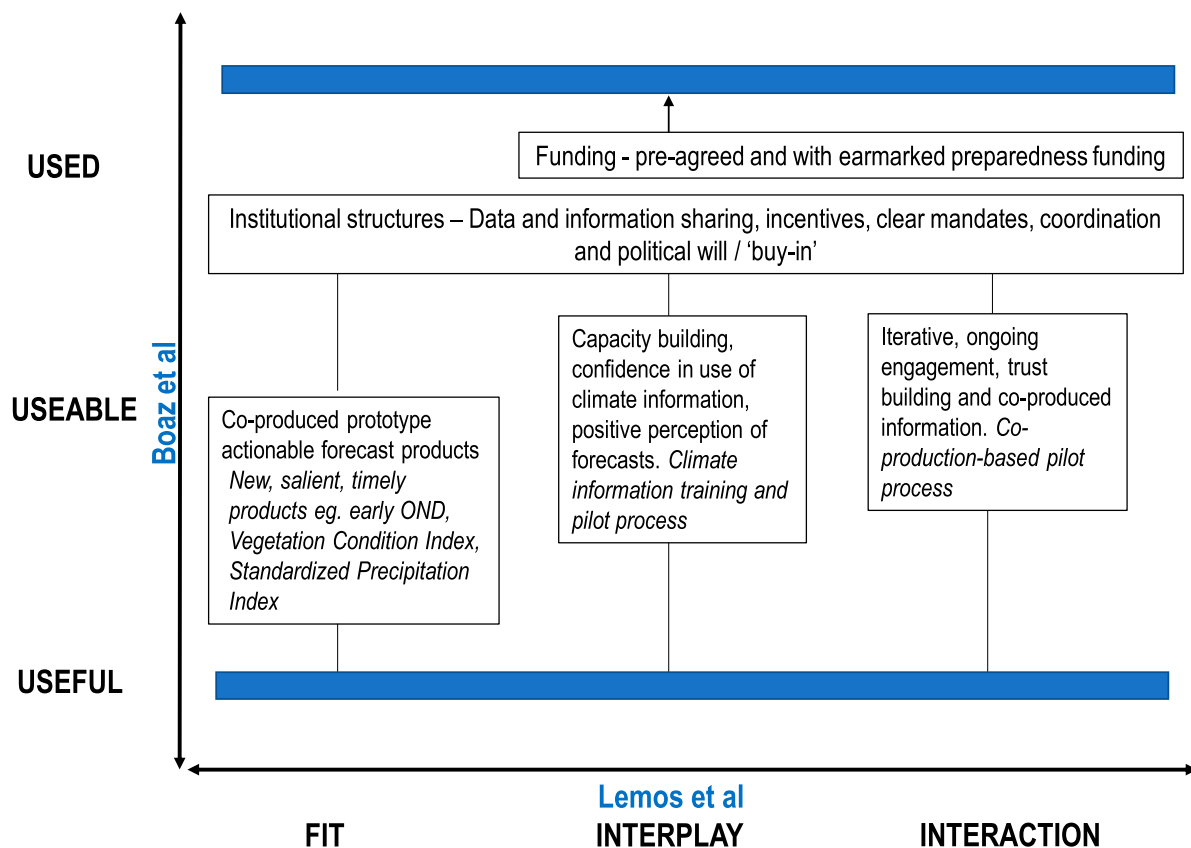 USED
Funding - pre-agreed and with earmarked preparedness funding
Institutional structures – Data and information sharing, incentives, clear mandates, coordination
and political will / ‘buy-in’
Boaz et al
USEABLE
Co-produced prototype
actionable forecast products
New, salient, timely
products eg. early OND,
Vegetation Condition Index,
Standardized Precipitation
Index
Capacity building,
confidence in use of
climate information,
positive perception of
forecasts. Climate
information training and
pilot process
Iterative, ongoing
engagement, trust
building and co-produced
information. Co-
production-based pilot
process
USEFUL
Lemos et al
FIT
INTERPLAY
INTERACTION